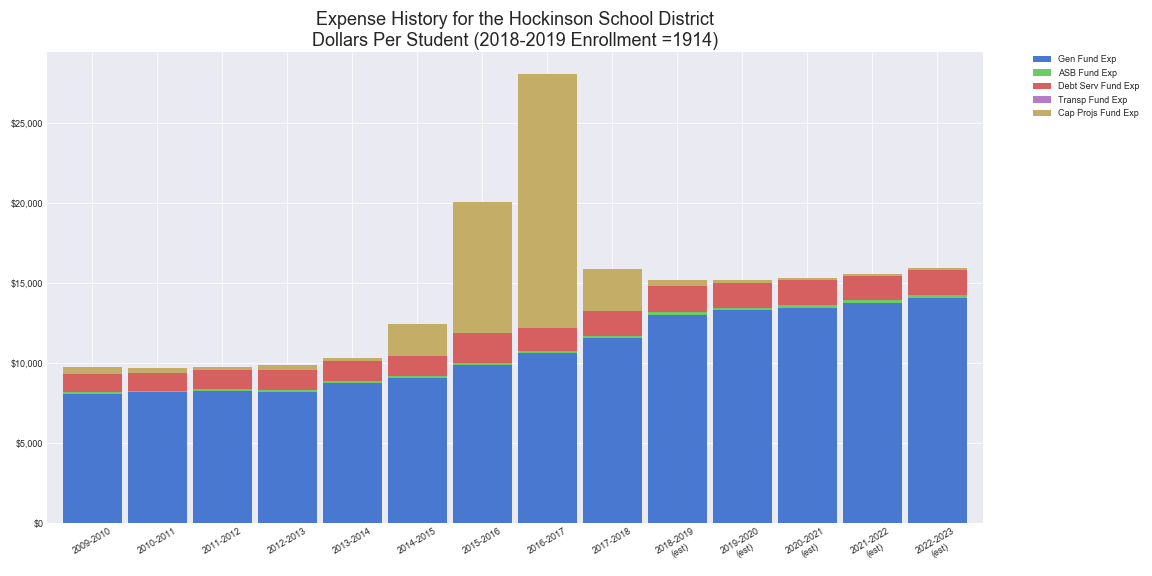 Expense History for the Hockinson School District
Dollars Per Student (2018-2019 Enrollment =1914)
Gen Fund Exp
ASB Fund Exp
Debt Serv Fund Exp
Transp Fund Exp
Cap Projs Fund Exp
$25,000
$20,000
$15,000
$10,000
$5,000
$0
2009-2010
2010-2011
2011-2012
2012-2013
2013-2014
2014-2015
2015-2016
2016-2017
2017-2018
2018-2019
(est)
2019-2020
(est)
2020-2021
(est)
2021-2022
(est)
2022-2023
(est)